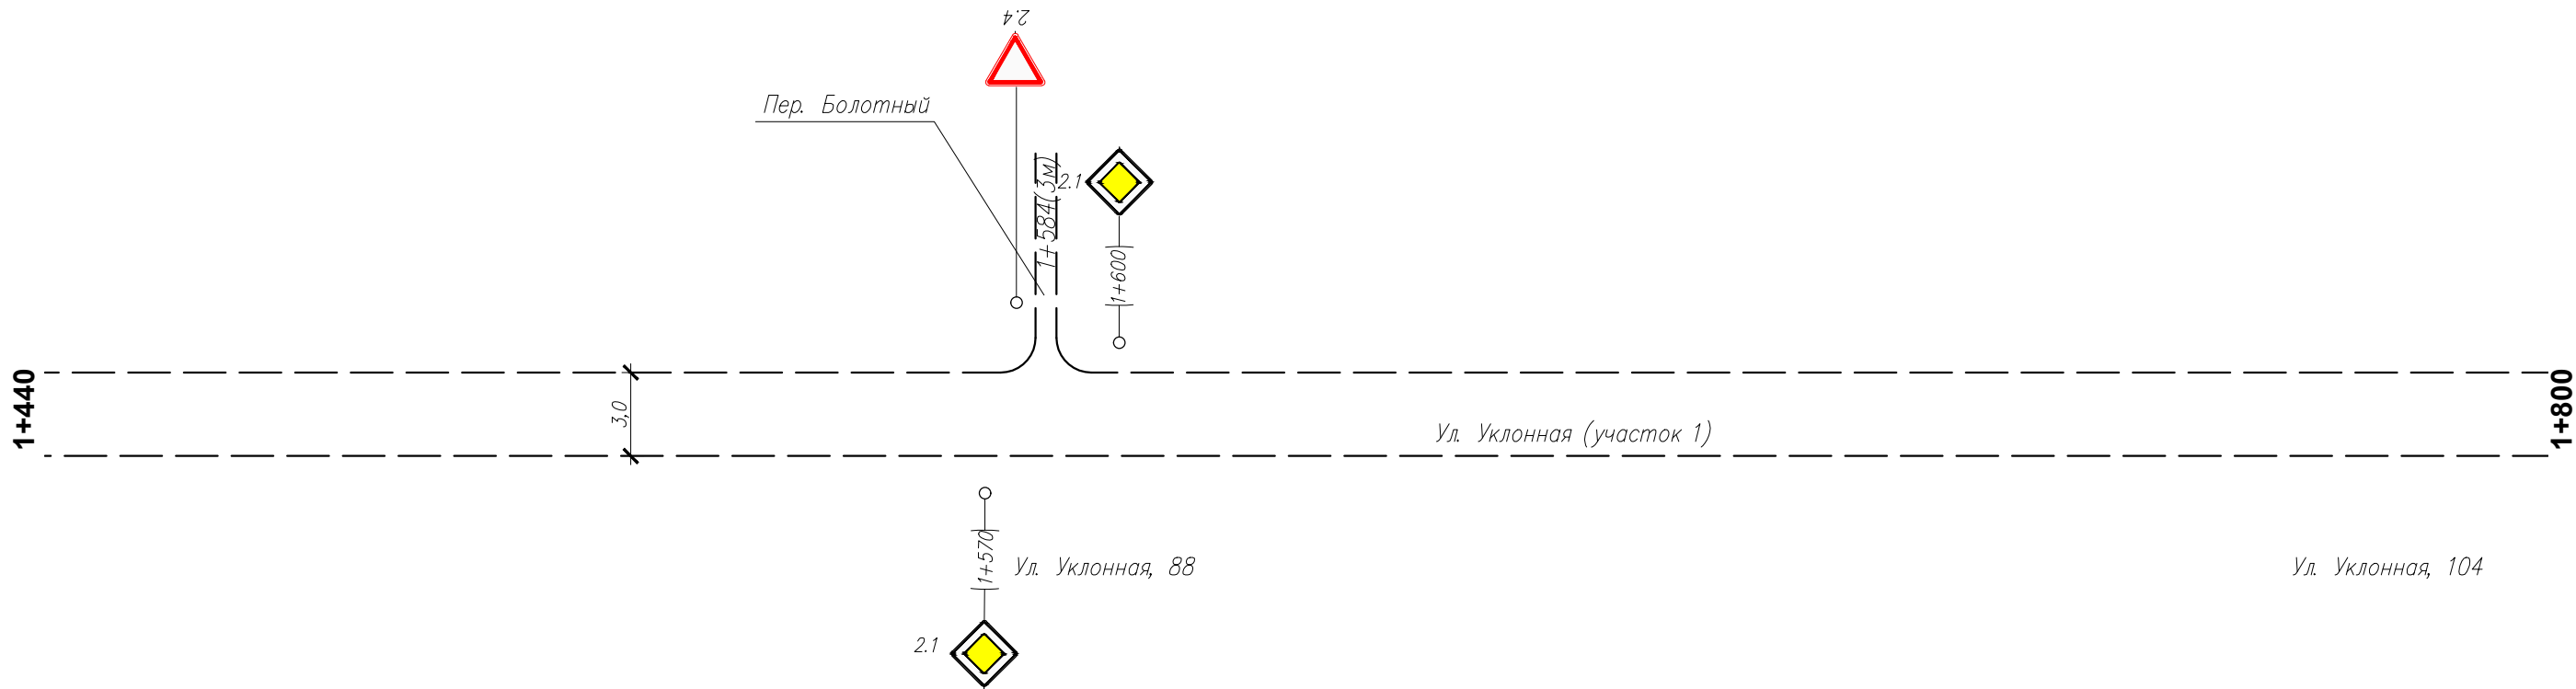 2.4
Пер. Болотный
1+584(3м)
2.1
1+600
1+440
3,0
Ул. Уклонная (участок 1)
1+800
1+570
Ул. Уклонная, 88
Ул. Уклонная, 104
2.1